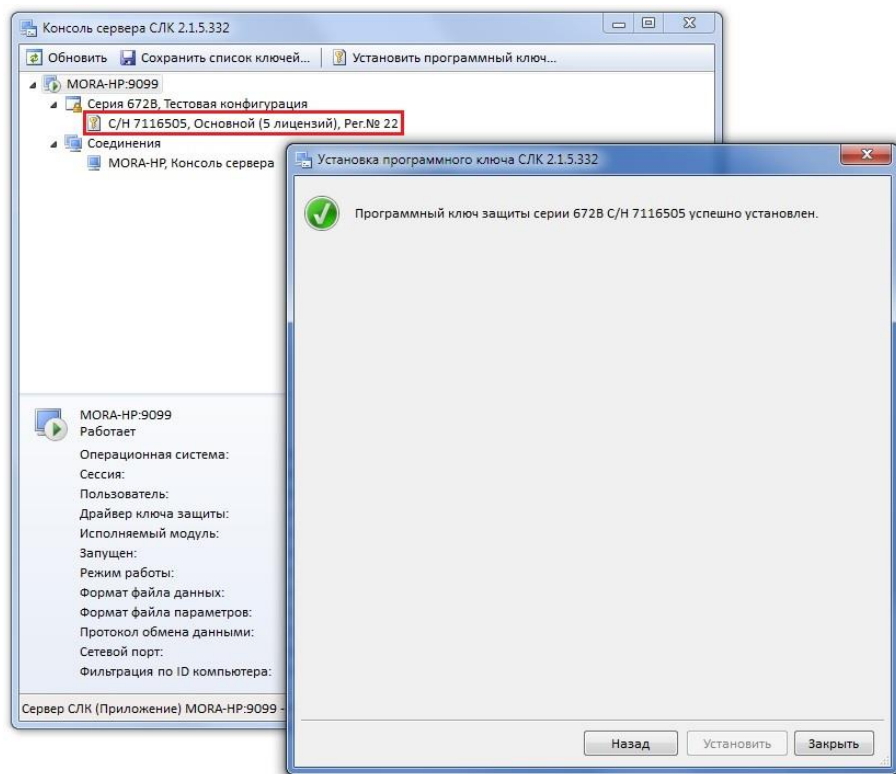 Консоль сервера СЛК 2.1.5.332
Обновить Сохранить список ключей... Установить программный ключ...
MORA-HP:9099
Серия 672B, Тестовая конфигурация
С/Н 7116505, Основной (5 лицензий), Рег.№ 22
Соединения
MORA-HP, Консоль сервера
Установка программного ключа СЛК 2.1.5.332
Программный ключ защиты серии 672B С/Н 7116505 успешно установлен.
MORA-HP:9099
Работает
Операционная система:
Сессия:
Пользователь:
Драйвер ключа защиты:
Исполняемый модуль:
Запущен:
Режим работы:
Формат файла данных:
Формат файла параметров:
Протокол обмена данными:
Сетевой порт:
Фильтрация по ID компьютера:
Сервер СЛК (Приложение) MORA-HP:9099 -
Назад Установить Закрыть